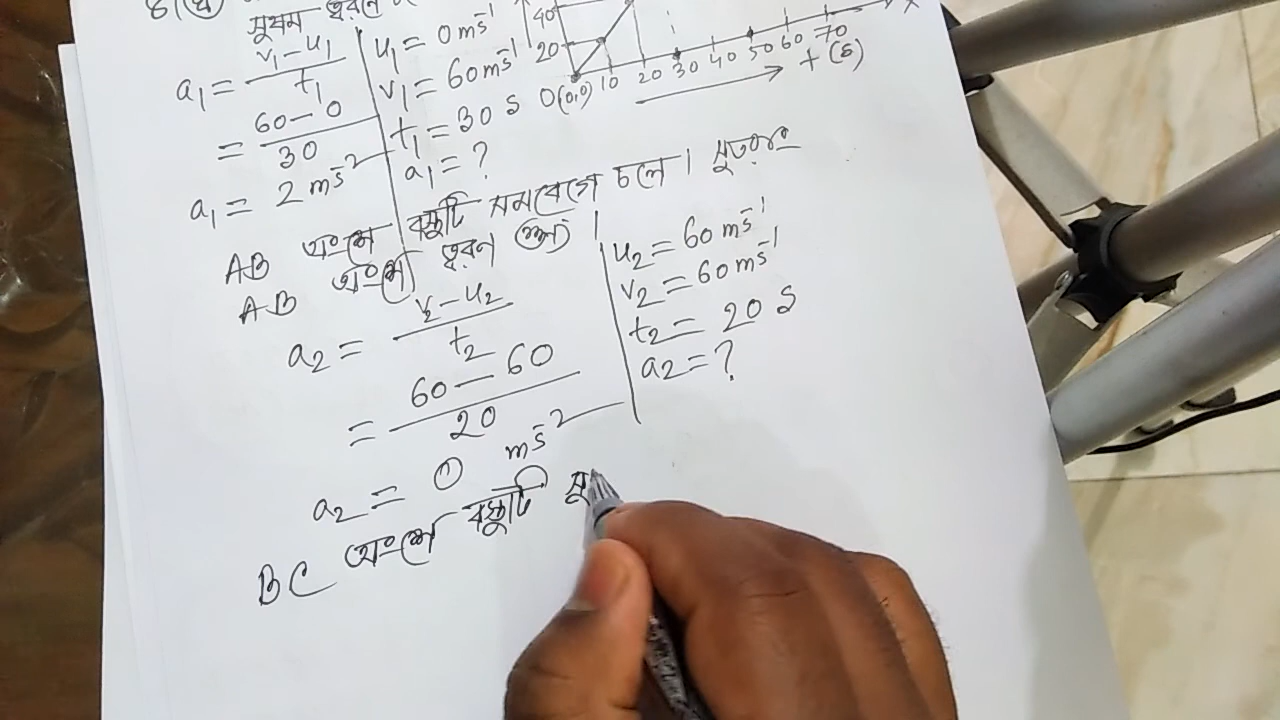 8।(ঘ)
সুষম ত্বরণে
a₁ = v₁ - u₁ / t₁
= 60 - 0 / 30
a₁ = 2 ms⁻²
u₁ = 0 ms⁻¹
v₁ = 60 ms⁻¹
t₁ = 30 s
a₁ = ?
40
20
0(0,0) 10 20 30 40 50 60 70 X
t (s)
AB অংশে বস্তুটি সমবেগে চলে। সুতরাং
AB অংশে ত্বরণ শূন্য।
a₂ = v₂ - u₂ / t₂
= 60 - 60 / 20
a₂ = 0 ms⁻²
u₂ = 60 ms⁻¹
v₂ = 60 ms⁻¹
t₂ = 20 s
a₂ = ?
BC অংশে বস্তুটি সু